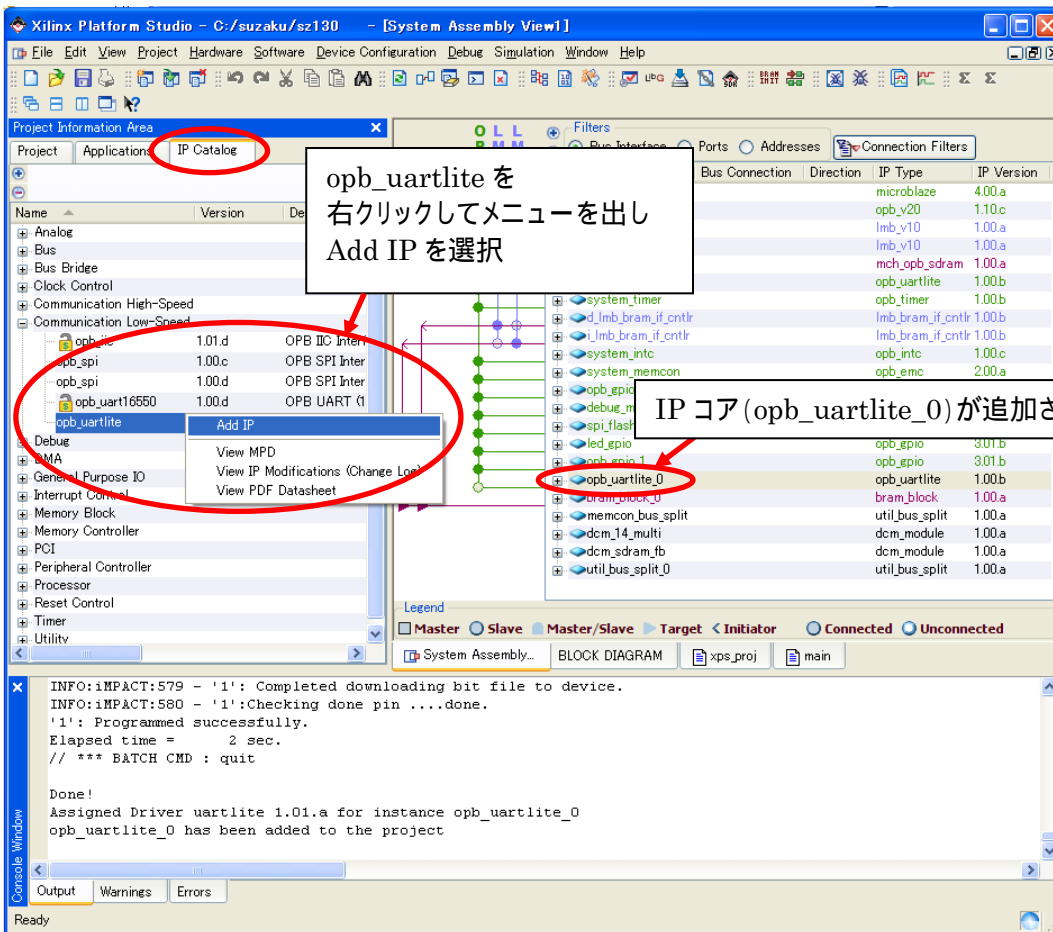 Xilinx Platform Studio - C:/suzaku/sz130 - [System Assembly View1]
File Edit View Project Hardware Software Device Configuration Debug Simulation Window Help
Project Information Area
Project Applications IP Catalog
Name Version
Analog
Bus
Bus Bridge
Clock Control
Communication High-Speed
Communication Low-Speed
opb_iic 1.01.d OPB IIC Interf
opb_spi 1.00.c OPB SPI Inter
opb_spi 1.00.d OPB SPI Inter
opb_uart16550 1.00.d OPB UART (1
opb_uartlite
Add IP
View MPD
View IP Modifications (Change Log)
View PDF Datasheet
Debug
DMA
General Purpose IO
Interrupt Control
Memory Block
Memory Controller
PCI
Peripheral Controller
Processor
Reset Control
Timer
Utility
opb_uartlite を
右クリックしてメニューを出し
Add IP を選択
O L L
Filters
Bus Interface Ports Addresses Connection Filters
Bus Connection Direction IP Type IP Version
microblaze 4.00.a
opb_v20 1.10.c
lmb_v10 1.00.a
lmb_v10 1.00.a
mch_opb_sdram 1.00.a
opb_uartlite 1.00.b
system_timer opb_timer 1.00.b
d_lmb_bram_if_cntlr bram_if_cntlr 1.00.b
i_lmb_bram_if_cntlr bram_if_cntlr 1.00.b
system_intc opb_intc 1.00.c
system_memcon opb_emc 2.00.a
IP コア(opb_uartlite_0)が追加さ
led_gpio opb_gpio 3.01.b
opb_gpio_1 opb_gpio 3.01.b
opb_uartlite_0 opb_uartlite 1.00.b
bram_block_0 bram_block 1.00.a
memcon_bus_split util_bus_split 1.00.a
dcm_14_multi dcm_module 1.00.a
dcm_sdram_fb dcm_module 1.00.a
util_bus_split_0 util_bus_split 1.00.a
Legend
Master Slave Master/Slave Target Initiator Connected Unconnected
System Assembly... BLOCK DIAGRAM xps_proj main
INFO:iMPACT:579 - '1': Completed downloading bit file to device.
INFO:iMPACT:580 - '1':Checking done pin ....done.
'1': Programmed successfully.
Elapsed time = 2 sec.
// *** BATCH CMD : quit
Done!
Assigned Driver uartlite 1.01.a for instance opb_uartlite_0
opb_uartlite_0 has been added to the project
Console Window
Output Warnings Errors
Ready